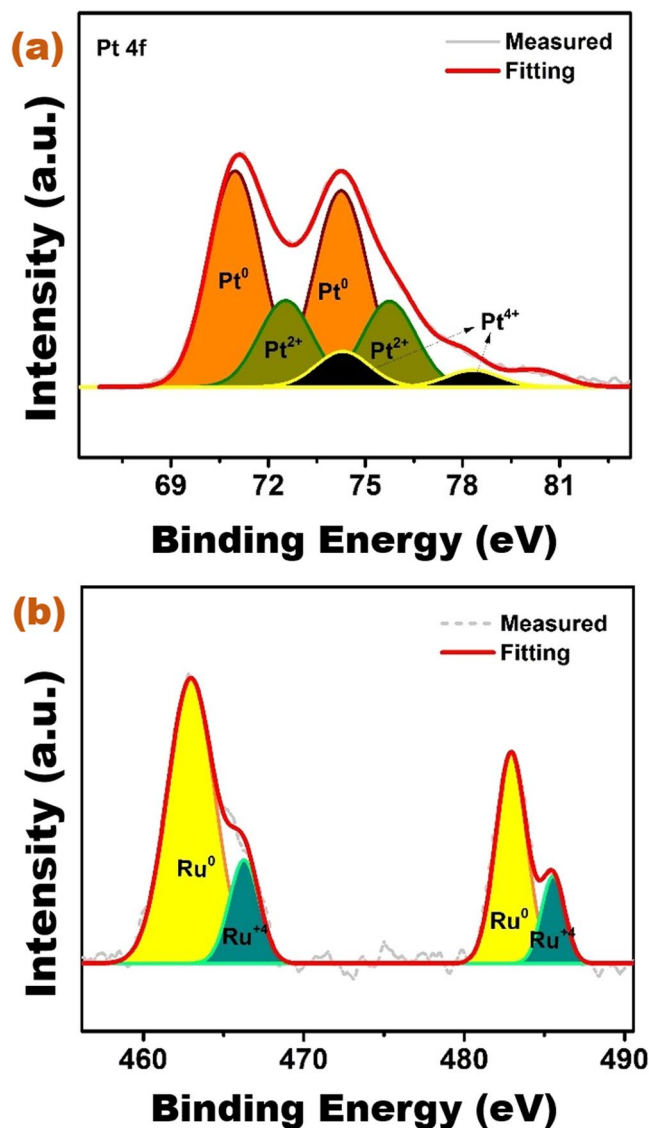 (a)
Pt 4f
Measured
Fitting
Intensity (a.u.)
Pt⁰
Pt⁰
Pt²⁺
Pt²⁺
Pt⁴⁺
69 72 75 78 81
Binding Energy (eV)
(b)
Measured
Fitting
Intensity (a.u.)
Ru⁰
Ru⁺⁴
Ru⁰
Ru⁺⁴
460 470 480 490
Binding Energy (eV)